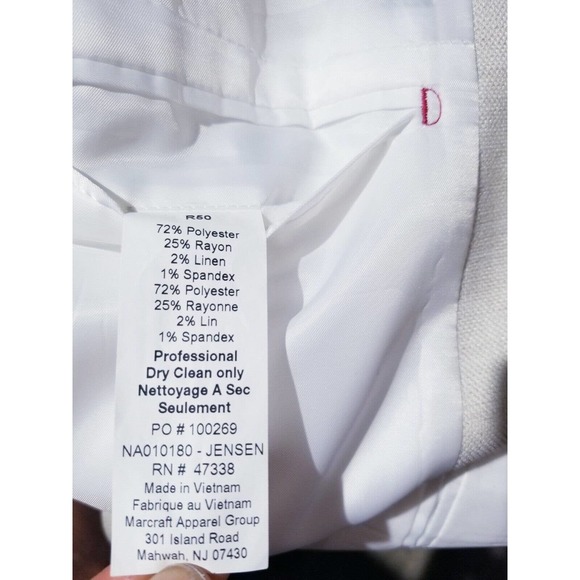 R50
72% Polyester
25% Rayon
2% Linen
1% Spandex
72% Polyester
25% Rayonne
2% Lin
1% Spandex
Professional
Dry Clean only
Nettoyage A Sec
Seulement
PO # 100269
NA010180 - JENSEN
RN # 47338
Made in Vietnam
Fabrique au Vietnam
Marcraft Apparel Group
301 Island Road
Mahwah, NJ 07430